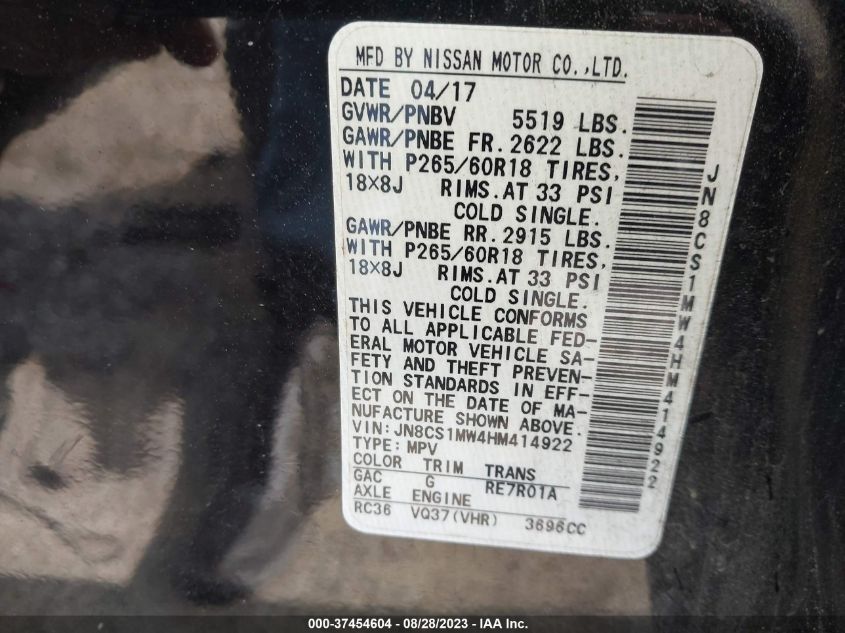 MFD BY NISSAN MOTOR CO.,LTD.
DATE 04/17
GVWR/PNBV 5519 LBS.
GAWR/PNBE FR. 2622 LBS.
WITH P265/60R18 TIRES,
18X8J RIMS.AT 33 PSI
COLD SINGLE.
GAWR/PNBE RR. 2915 LBS.
WITH P265/60R18 TIRES,
18X8J RIMS.AT 33 PSI
COLD SINGLE.
THIS VEHICLE CONFORMS
TO ALL APPLICABLE FED-
ERAL MOTOR VEHICLE SA-
FETY AND THEFT PREVEN-
TION STANDARDS IN EFF-
ECT ON THE DATE OF MA-
NUFACTURE SHOWN ABOVE.
VIN: JN8CS1MW4HM414922
TYPE: MPV
COLOR TRIM TRANS
GAC G RE7R01A
AXLE ENGINE
RC36 VQ37(VHR) 3696CC
JN8CS1MW4HM414922
000-37454604 - 08/28/2023 - IAA Inc.